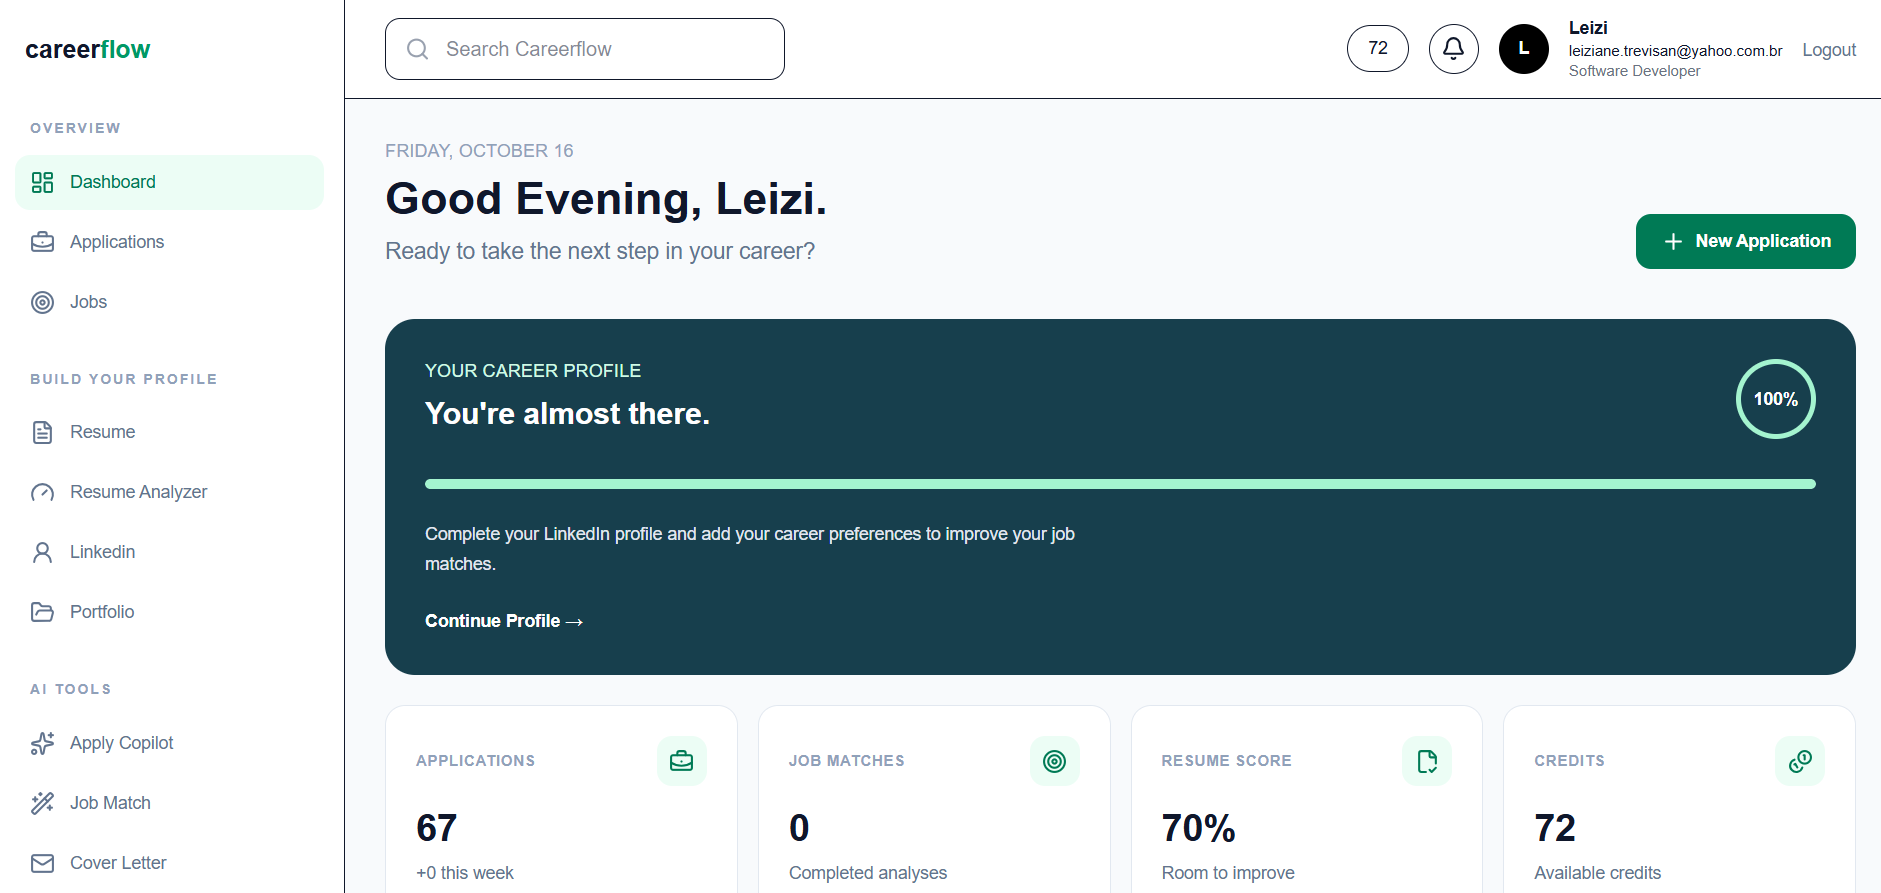 careerflow
OVERVIEW
Dashboard
Applications
Jobs
BUILD YOUR PROFILE
Resume
Resume Analyzer
Linkedin
Portfolio
AI TOOLS
Apply Copilot
Job Match
Cover Letter
Search Careerflow
72
L
Leizi
leiziane.trevisan@yahoo.com.br
Software Developer
Logout
FRIDAY, OCTOBER 16
Good Evening, Leizi.
Ready to take the next step in your career?
New Application
YOUR CAREER PROFILE
You're almost there.
100%
Complete your LinkedIn profile and add your career preferences to improve your job
matches.
Continue Profile →
APPLICATIONS
67
+0 this week
JOB MATCHES
0
Completed analyses
RESUME SCORE
70%
Room to improve
CREDITS
72
Available credits